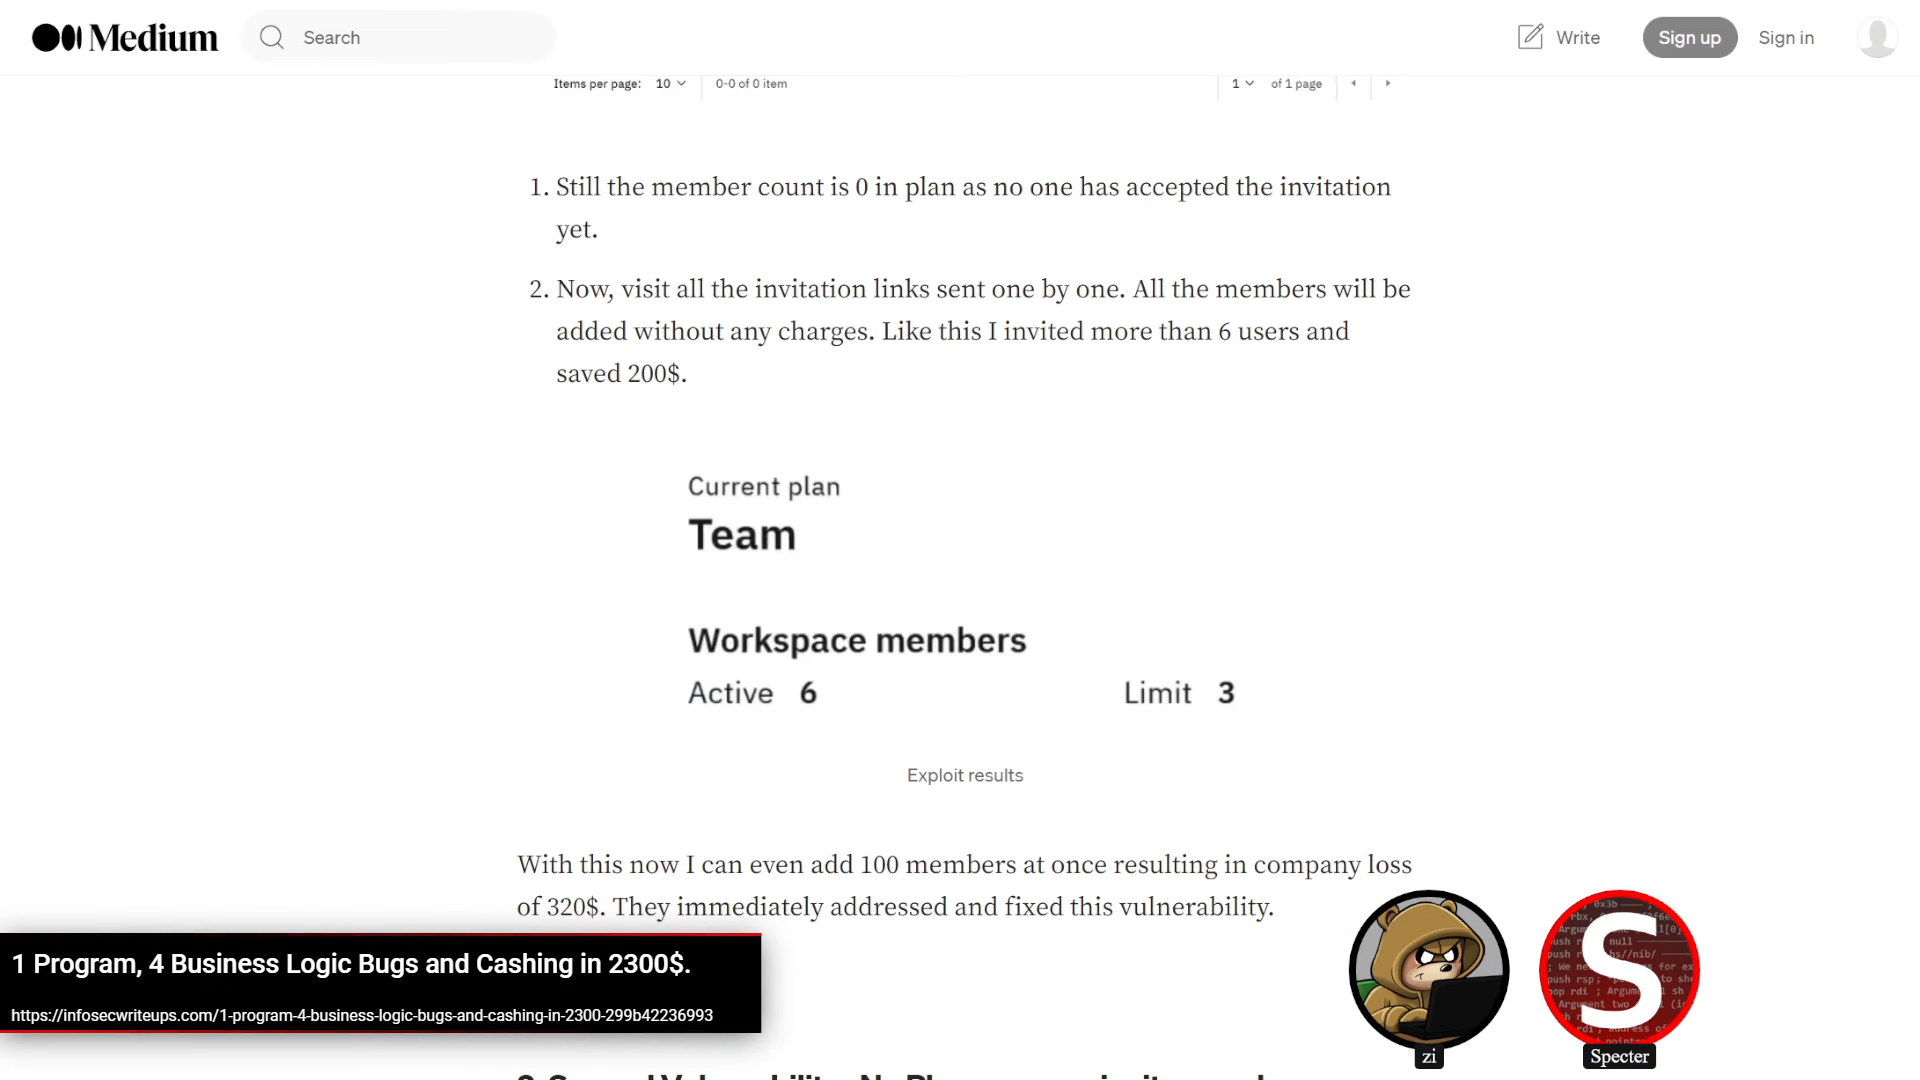 Medium
Search
Write
Sign up
Sign in
Items per page: 10
0-0 of 0 item
1
of 1 page
1. Still the member count is 0 in plan as no one has accepted the invitation
yet.
2. Now, visit all the invitation links sent one by one. All the members will be
added without any charges. Like this I invited more than 6 users and
saved 200$.
Current plan
Team
Workspace members
Active 6
Limit 3
Exploit results
With this now I can even add 100 members at once resulting in company loss
of 320$. They immediately addressed and fixed this vulnerability.
1 Program, 4 Business Logic Bugs and Cashing in 2300$.
https://infosecwriteups.com/1-program-4-business-logic-bugs-and-cashing-in-2300-299b42236993
S
zi
Specter